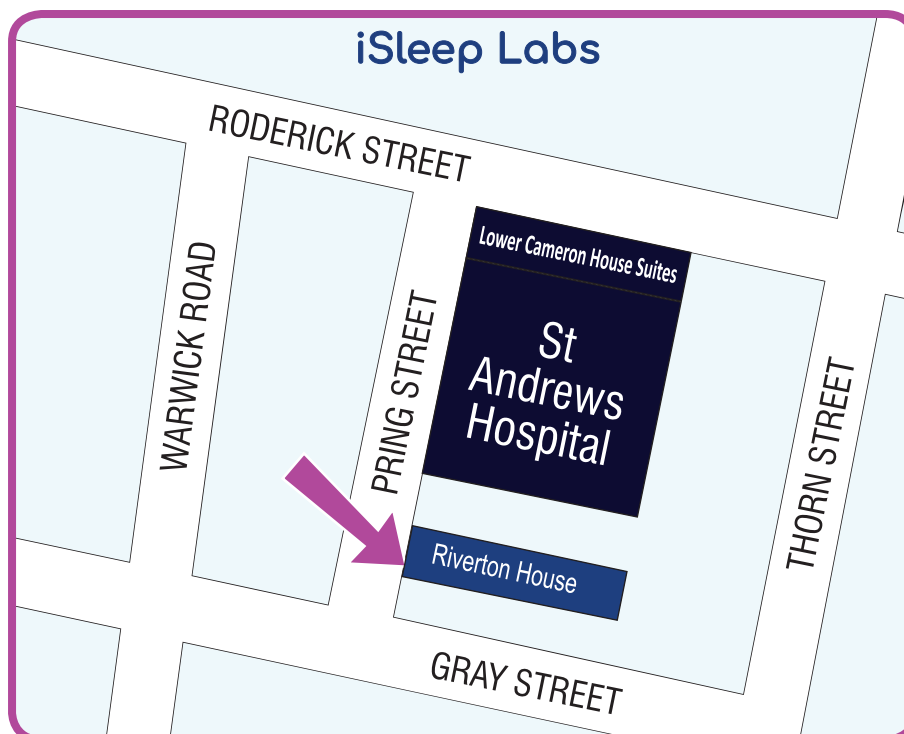 iSleep Labs
RODERICK STREET
Lower Cameron House Suites
WARWICK ROAD
PRING STREET
St
Andrews
Hospital
THORN STREET
Riverton House
GRAY STREET